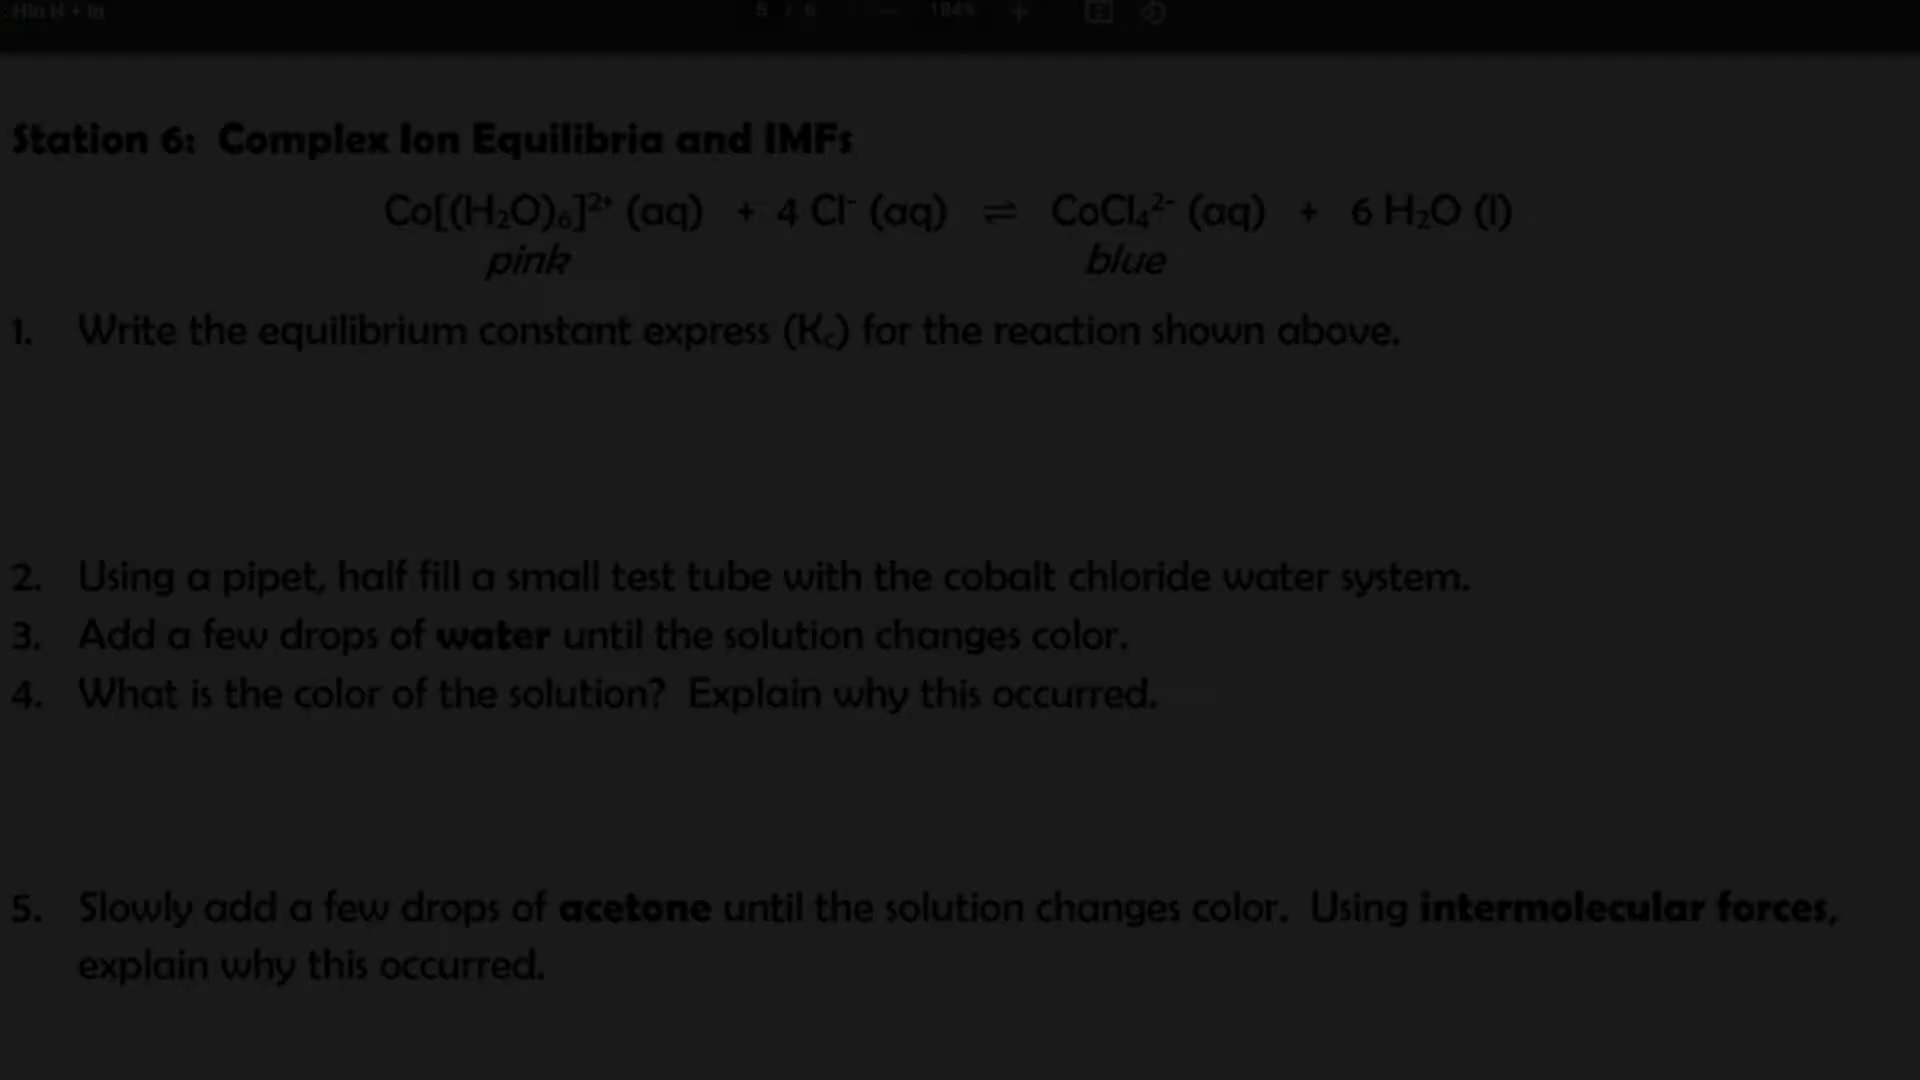 5 / 6 — 184% +
Station 6: Complex Ion Equilibria and IMFs
Co[(H₂O)₆]²⁺ (aq) + 4 Cl⁻ (aq) ⇌ CoCl₄²⁻ (aq) + 6 H₂O (l)
pink blue
1. Write the equilibrium constant express (Kc) for the reaction shown above.
2. Using a pipet, half fill a small test tube with the cobalt chloride water system.
3. Add a few drops of water until the solution changes color.
4. What is the color of the solution? Explain why this occurred.
5. Slowly add a few drops of acetone until the solution changes color. Using intermolecular forces,
explain why this occurred.